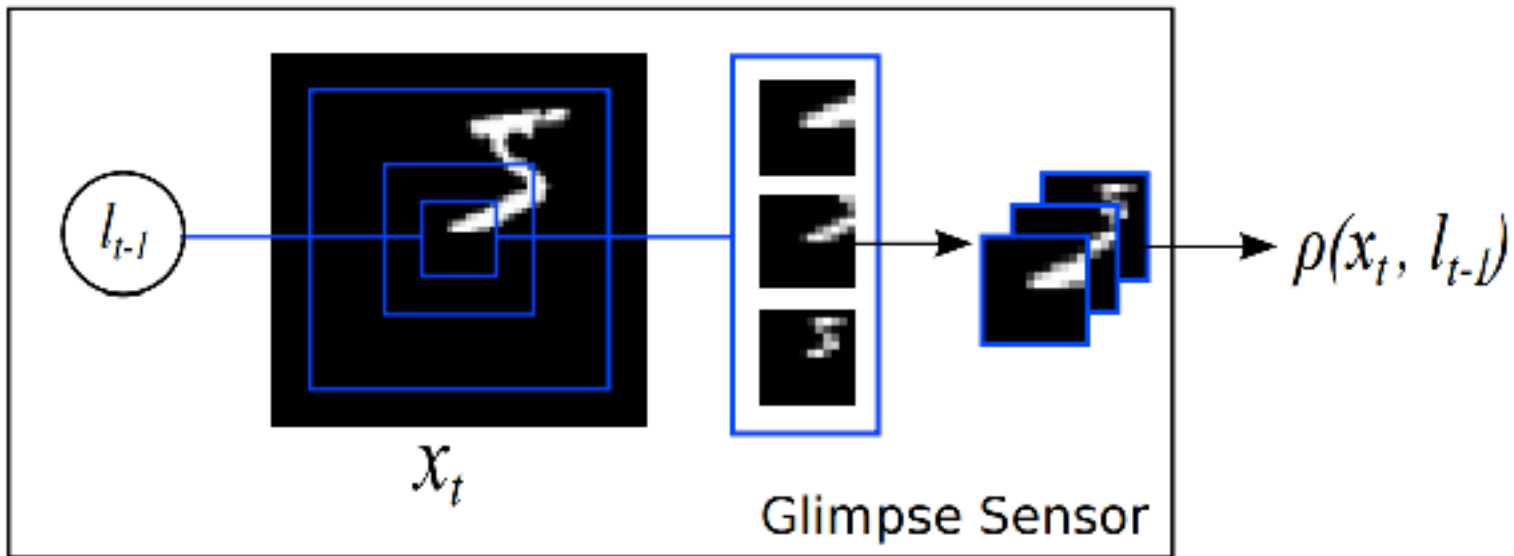 l_{t-1}
x_t
ρ(x_t, l_{t-1})
Glimpse Sensor